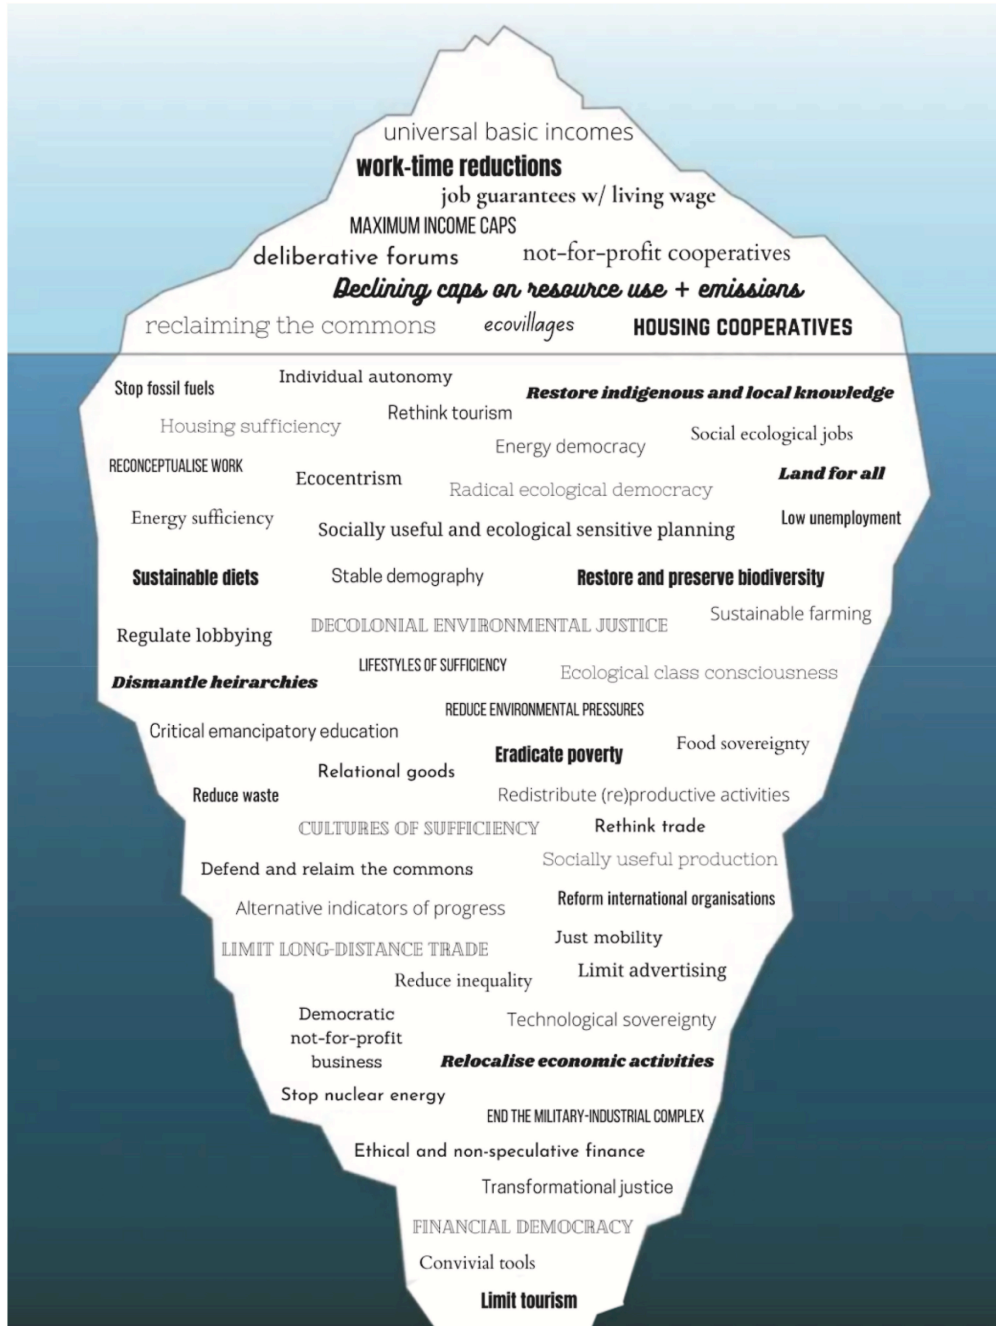 universal basic incomes
work-time reductions
job guarantees w/ living wage
MAXIMUM INCOME CAPS
deliberative forums
not-for-profit cooperatives
Declining caps on resource use + emissions
reclaiming the commons
ecovillages
HOUSING COOPERATIVES
Stop fossil fuels
Individual autonomy
Restore indigenous and local knowledge
Housing sufficiency
Rethink tourism
Energy democracy
Social ecological jobs
RECONCEPTUALISE WORK
Ecocentrism
Radical ecological democracy
Land for all
Energy sufficiency
Socially useful and ecological sensitive planning
Low unemployment
Sustainable diets
Stable demography
Restore and preserve biodiversity
Sustainable farming
Regulate lobbying
DECOLONIAL ENVIRONMENTAL JUSTICE
LIFESTYLES OF SUFFICIENCY
Ecological class consciousness
Dismantle heirarchies
REDUCE ENVIRONMENTAL PRESSURES
Critical emancipatory education
Eradicate poverty
Food sovereignty
Relational goods
Reduce waste
Redistribute (re)productive activities
CULTURES OF SUFFICIENCY
Rethink trade
Defend and relaim the commons
Socially useful production
Alternative indicators of progress
Reform international organisations
LIMIT LONG-DISTANCE TRADE
Just mobility
Reduce inequality
Limit advertising
Democratic
not-for-profit
business
Technological sovereignty
Relocalise economic activities
Stop nuclear energy
END THE MILITARY-INDUSTRIAL COMPLEX
Ethical and non-speculative finance
Transformational justice
FINANCIAL DEMOCRACY
Convivial tools
Limit tourism